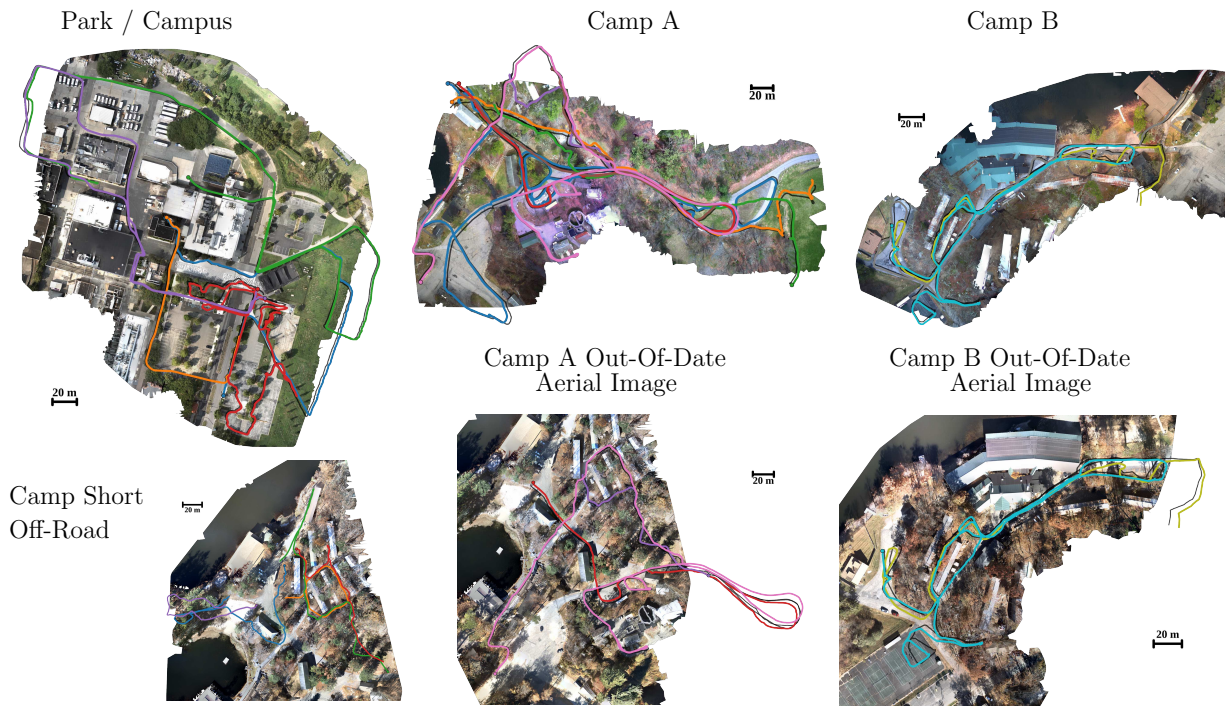 Park / Campus
Camp A
Camp B
20 m
20 m
20 m
Camp A Out-Of-Date
Aerial Image
Camp B Out-Of-Date
Aerial Image
Camp Short
Off-Road
20 m
20 m
20 m